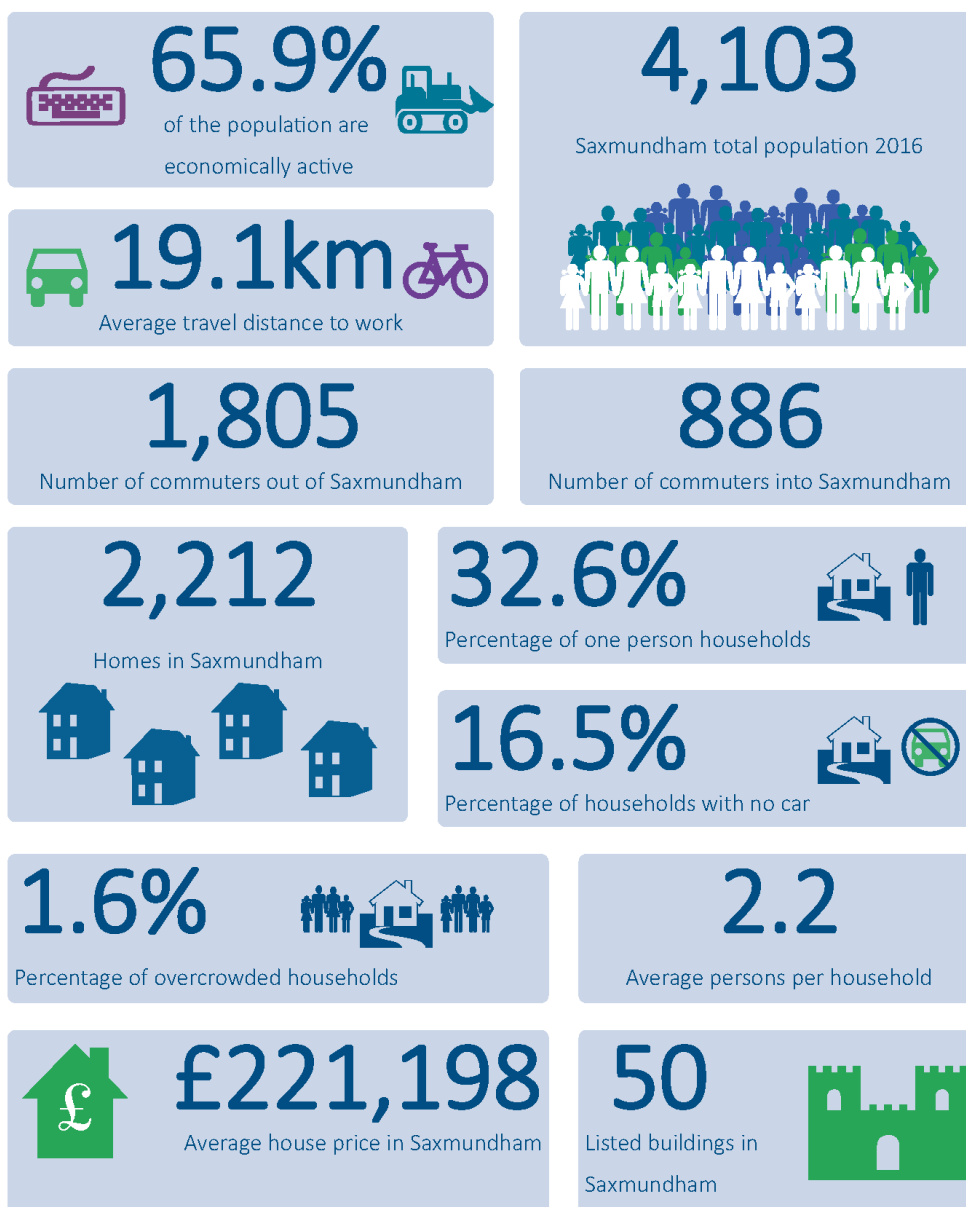 65.9%
of the population are
economically active
4,103
Saxmundham total population 2016
19.1km
Average travel distance to work
1,805
Number of commuters out of Saxmundham
886
Number of commuters into Saxmundham
2,212
Homes in Saxmundham
32.6%
Percentage of one person households
16.5%
Percentage of households with no car
1.6%
Percentage of overcrowded households
2.2
Average persons per household
£
£221,198
Average house price in Saxmundham
50
Listed buildings in
Saxmundham